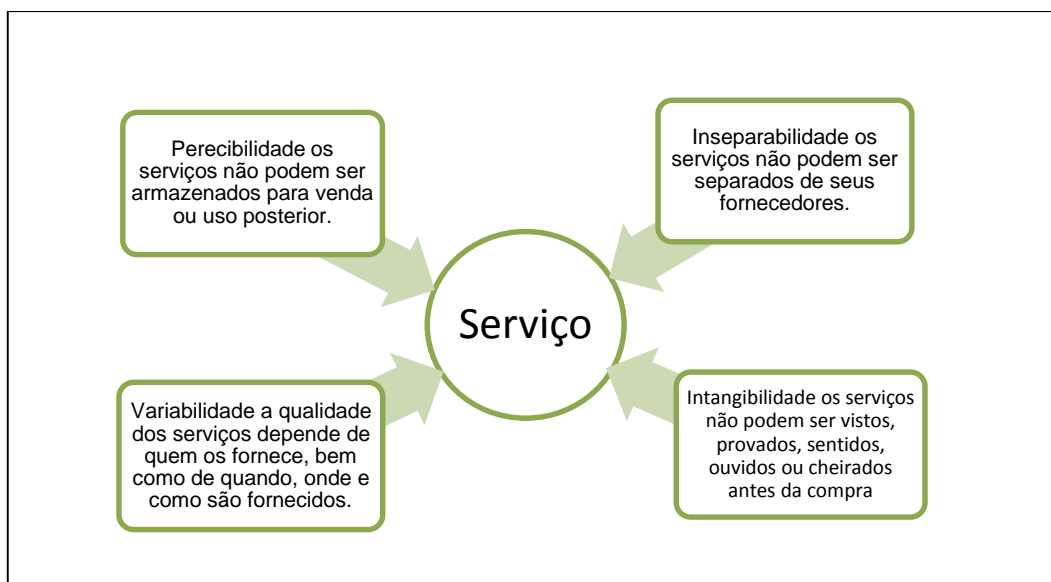 Perecibilidade os
serviços não podem ser
armazenados para venda
ou uso posterior.
Inseparabilidade os
serviços não podem ser
separados de seus
fornecedores.
Serviço
Variabilidade a qualidade
dos serviços depende de
quem os fornece, bem
como de quando, onde e
como são fornecidos.
Intangibilidade os serviços
não podem ser vistos,
provados, sentidos,
ouvidos ou cheirados
antes da compra